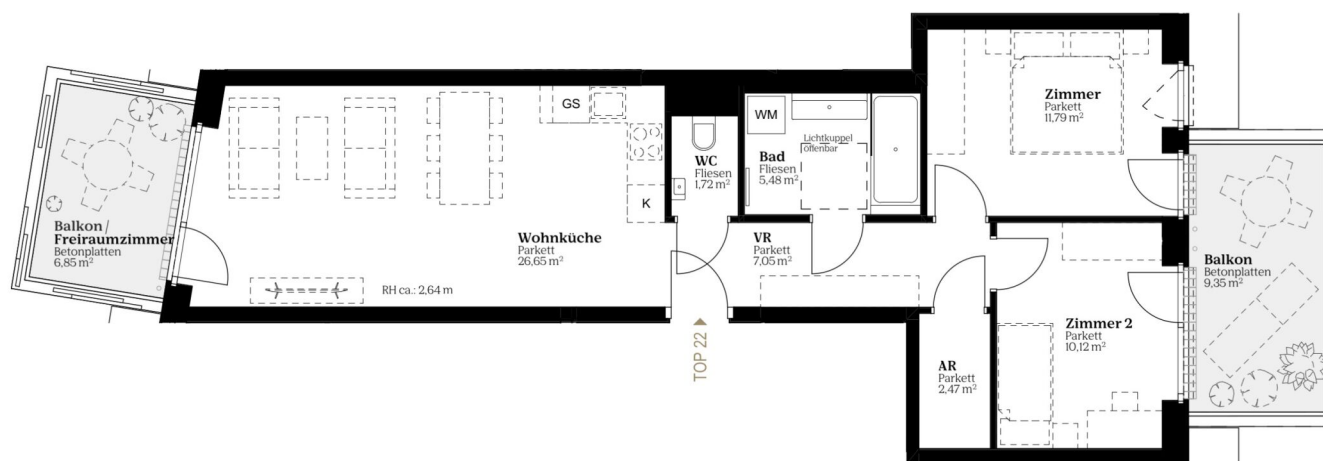 Balkon /
Freiraumzimmer
Betonplatten
6,85 m²
Wohnküche
Parkett
26,65 m²
RH ca.: 2,64 m
GS
K
WC
Fliesen
1,72 m²
WM
Bad
Fliesen
5,48 m²
Lichtkuppel
öffenbar
VR
Parkett
7,05 m²
TOP 22
Zimmer
Parkett
11,79 m²
Zimmer 2
Parkett
10,12 m²
AR
Parkett
2,47 m²
Balkon
Betonplatten
9,35 m²